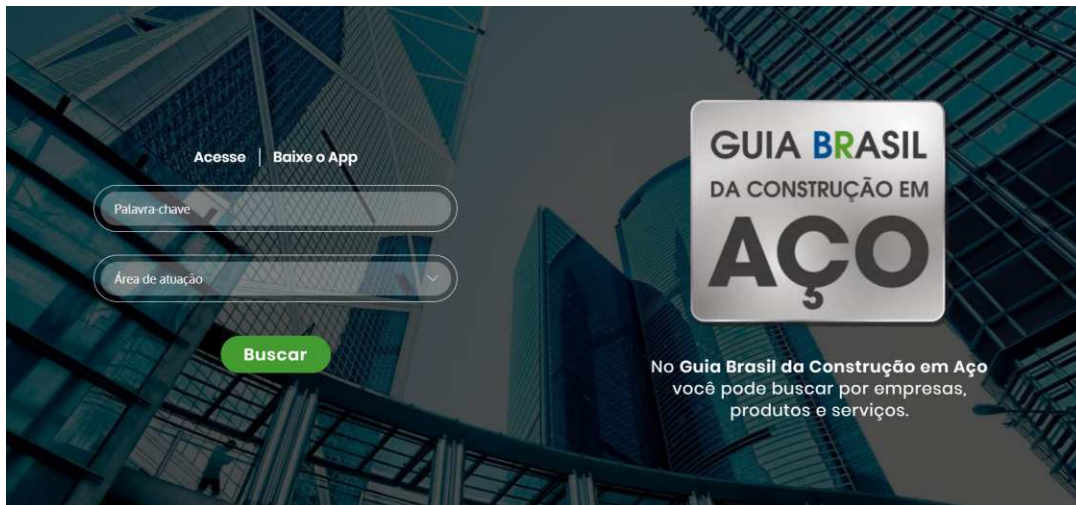 Acesse | Baixe o App
Palavra-chave
Área de atuação
Buscar
GUIA BRASIL
DA CONSTRUÇÃO EM
AÇO
No Guia Brasil da Construção em Aço
você pode buscar por empresas,
produtos e serviços.